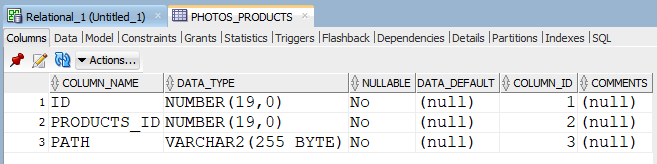 Relational_1 (Untitled_1) PHOTOS_PRODUCTS
Columns Data Model Constraints Grants Statistics Triggers Flashback Dependencies Details Partitions Indexes SQL
Actions...
COLUMN_NAME DATA_TYPE NULLABLE DATA_DEFAULT COLUMN_ID COMMENTS
1 ID NUMBER(19,0) No (null) 1 (null)
2 PRODUCTS_ID NUMBER(19,0) No (null) 2 (null)
3 PATH VARCHAR2(255 BYTE) No (null) 3 (null)